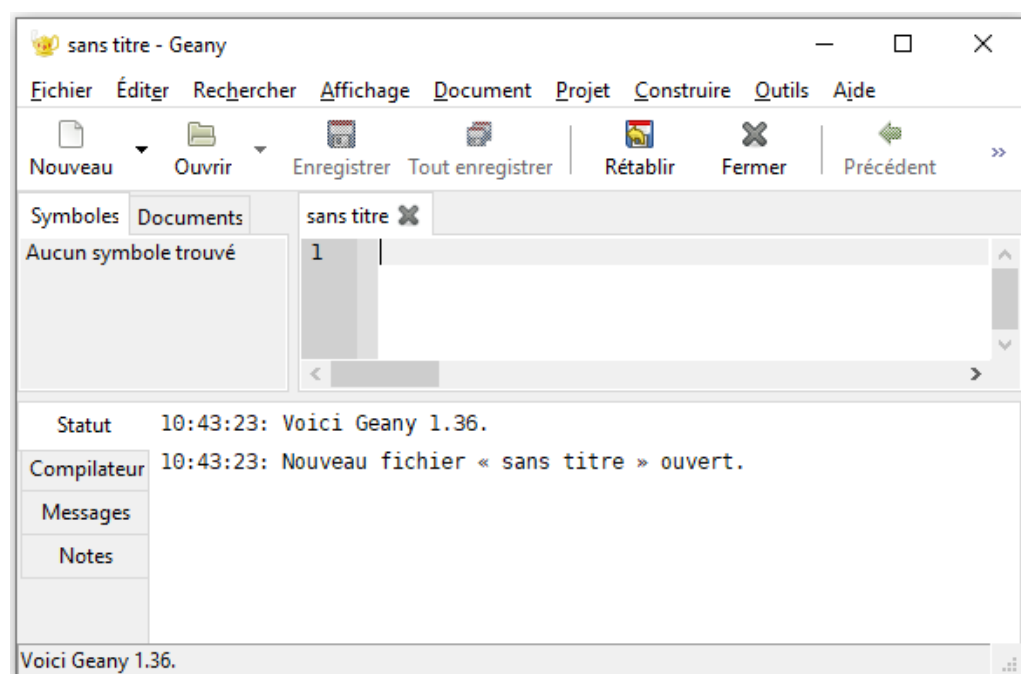 sans titre - Geany
Fichier Éditer Rechercher Affichage Document Projet Construire Outils Aide
Nouveau Ouvrir Enregistrer Tout enregistrer Rétablir Fermer Précédent
Symboles Documents sans titre
Aucun symbole trouvé 1
Statut 10:43:23: Voici Geany 1.36.
Compilateur 10:43:23: Nouveau fichier « sans titre » ouvert.
Messages
Notes
Voici Geany 1.36.